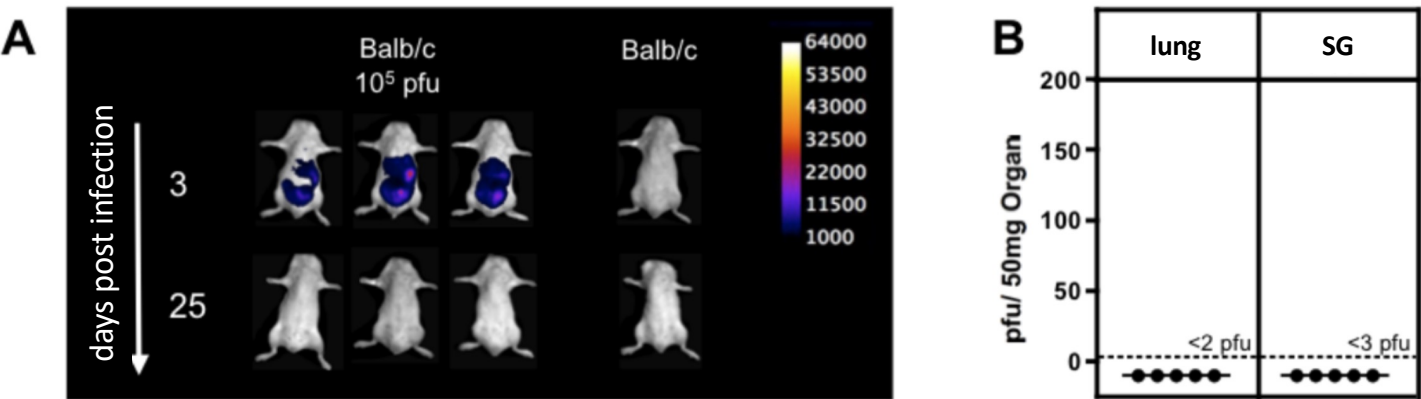 A
Balb/c
10⁵ pfu
Balb/c
64000
53500
43000
32500
22000
11500
1000
days post infection
3
25
B
lung
SG
pfu/ 50mg Organ
200
150
100
50
0
<2 pfu
<3 pfu